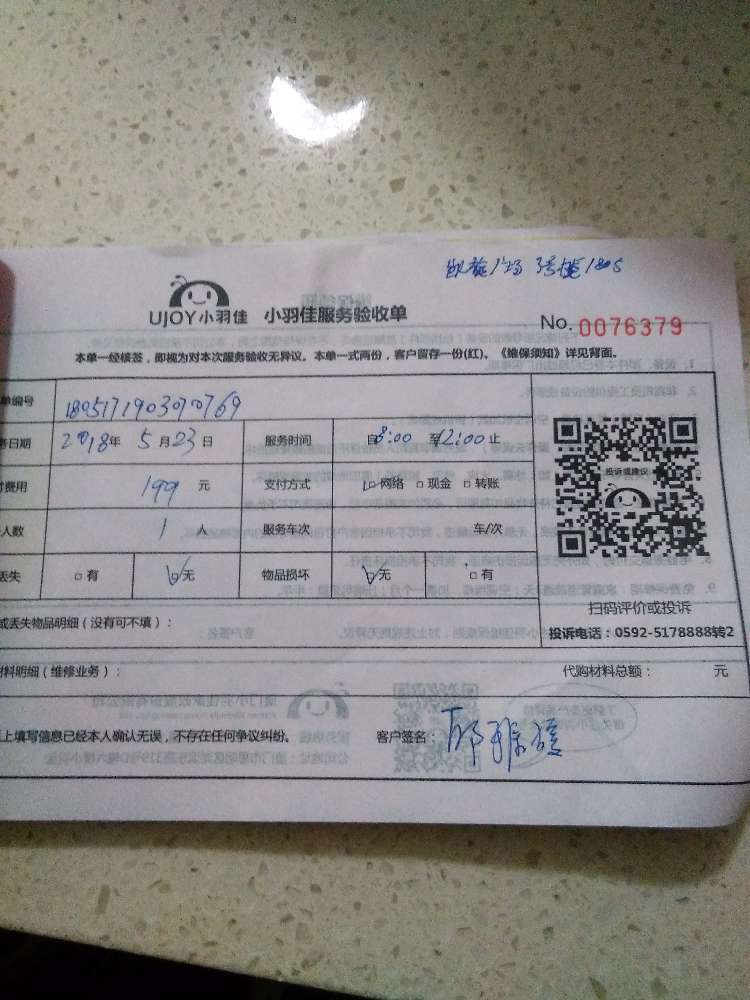 凯旋广场 3号楼1805
UJOY小羽佳 小羽佳服务验收单
No. 0076379
本单一经核签，即视为对本次服务验收无异议。本单一式两份，客户留存一份(红)。《维保须知》详见背面。
单编号 1805171903070769
务日期 2018年 5月23日 服务时间 自8:00 至12:00止
付费用 199 元 支付方式 网络 现金 转账
人数 1 人 服务车次 车/次
丢失 有 无 物品损坏 无 有
投诉或建议
扫码评价或投诉
投诉电话：0592-5178888转2
或丢失物品明细（没有可不填）：
材料明细（维修业务）： 代购材料总额： 元
上填写信息已经本人确认无误，不存在任何争议纠纷。 客户签名：